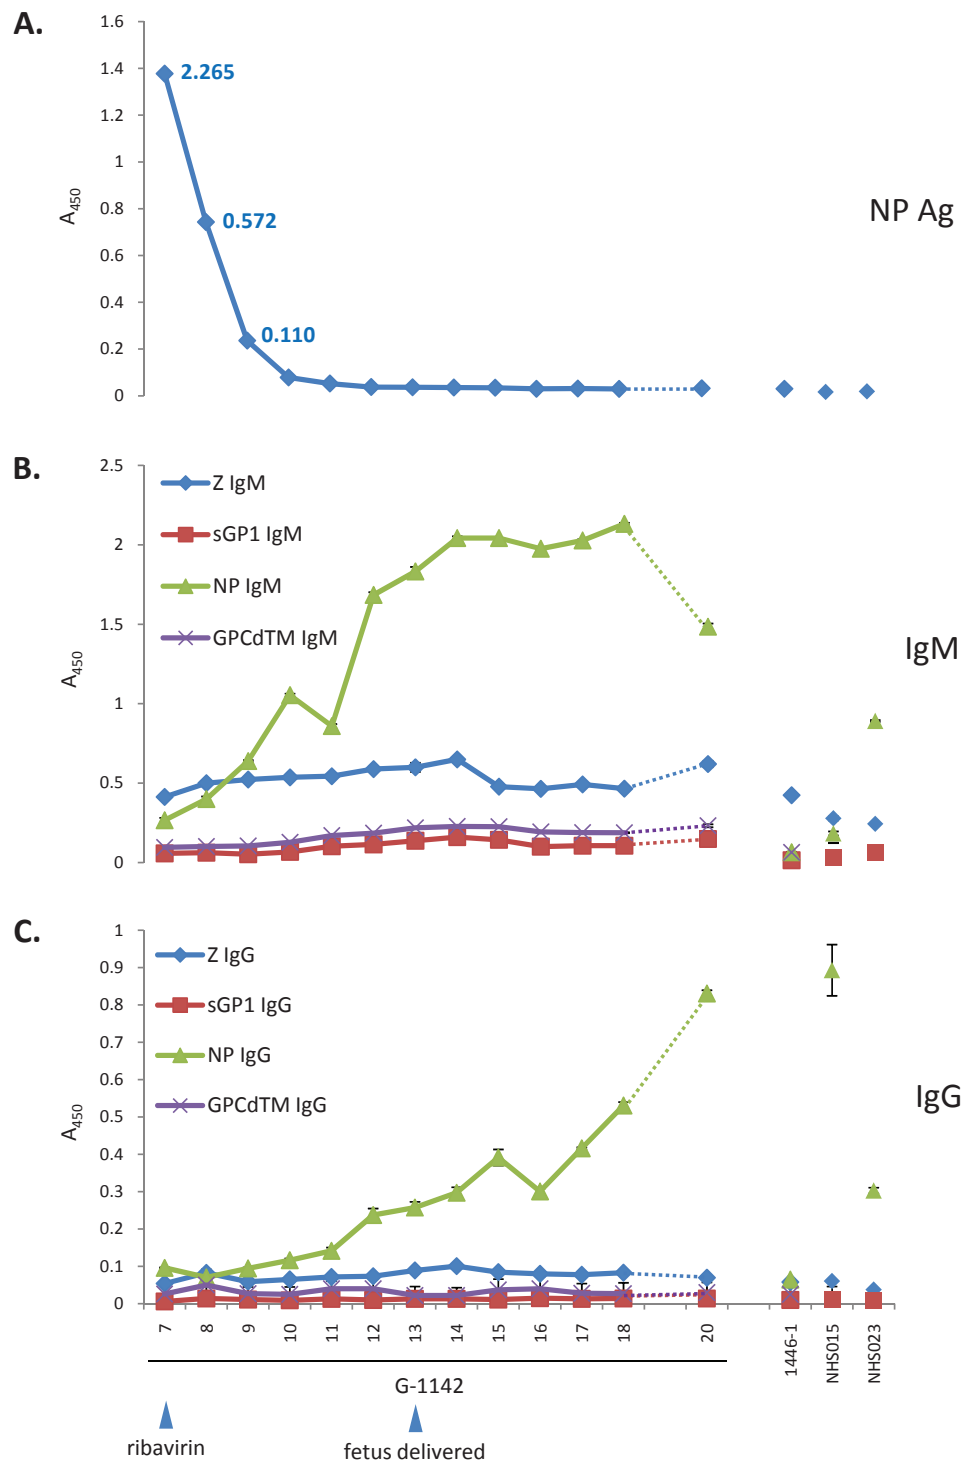 A.
1.6
1.4
1.2
1
0.8
0.6
0.4
0.2
0
A450
2.265
0.572
0.110
NP Ag
B.
2.5
2
1.5
1
0.5
0
A450
Z IgM
sGP1 IgM
NP IgM
GPCdTM IgM
IgM
C.
1
0.9
0.8
0.7
0.6
0.5
0.4
0.3
0.2
0.1
0
A450
Z IgG
sGP1 IgG
NP IgG
GPCdTM IgG
IgG
7 8 9 10 11 12 13 14 15 16 17 18 20 1446-1 NHS015 NHS023
G-1142
ribavirin
fetus delivered